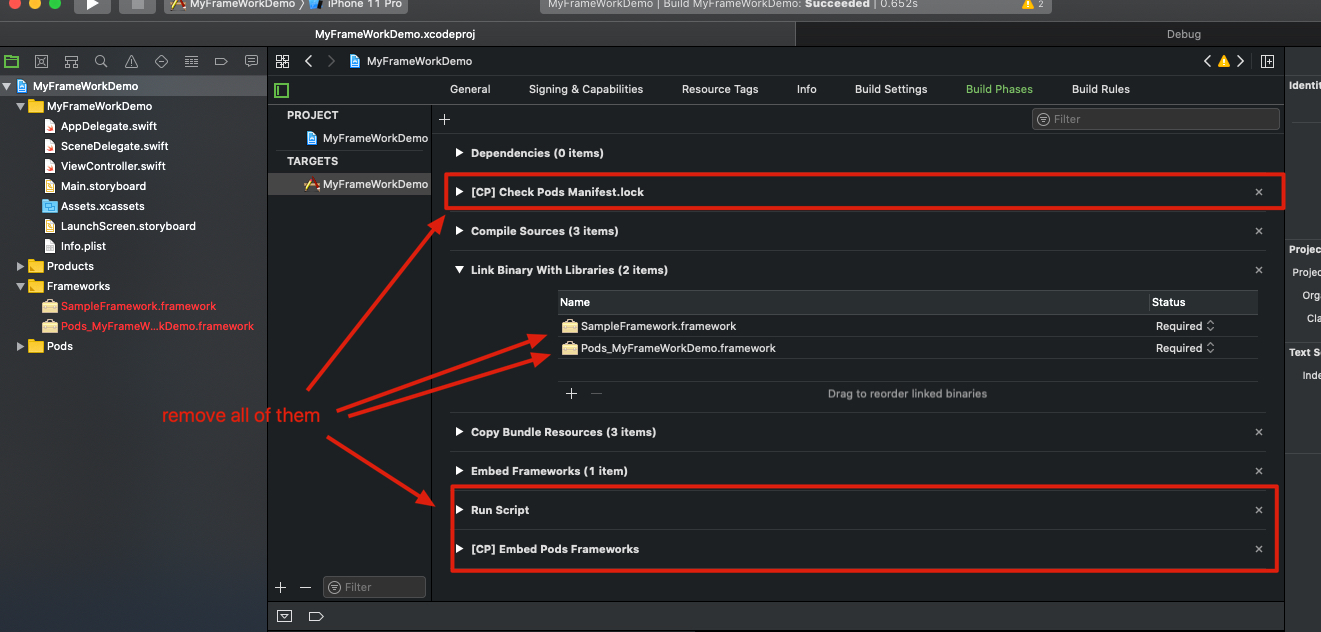 MyFrameWorkDemo iPhone 11 Pro
MyFrameWorkDemo | Build MyFrameWorkDemo: Succeeded | 0.652s
2
MyFrameWorkDemo.xcodeproj
Debug
MyFrameWorkDemo
MyFrameWorkDemo
AppDelegate.swift
SceneDelegate.swift
ViewController.swift
Main.storyboard
Assets.xcassets
LaunchScreen.storyboard
Info.plist
Products
Frameworks
SampleFramework.framework
Pods_MyFrameW...kDemo.framework
Pods
MyFrameWorkDemo
General
Signing & Capabilities
Resource Tags
Info
Build Settings
Build Phases
Build Rules
PROJECT
MyFrameWorkDemo
TARGETS
MyFrameWorkDemo
Filter
Dependencies (0 items)
[CP] Check Pods Manifest.lock
Compile Sources (3 items)
Link Binary With Libraries (2 items)
Name Status
SampleFramework.framework Required
Pods_MyFrameWorkDemo.framework Required
Drag to reorder linked binaries
remove all of them
Copy Bundle Resources (3 items)
Embed Frameworks (1 item)
Run Script
[CP] Embed Pods Frameworks
Filter
Identit
Projec
Projec
Org
Cla
Text S
Inde